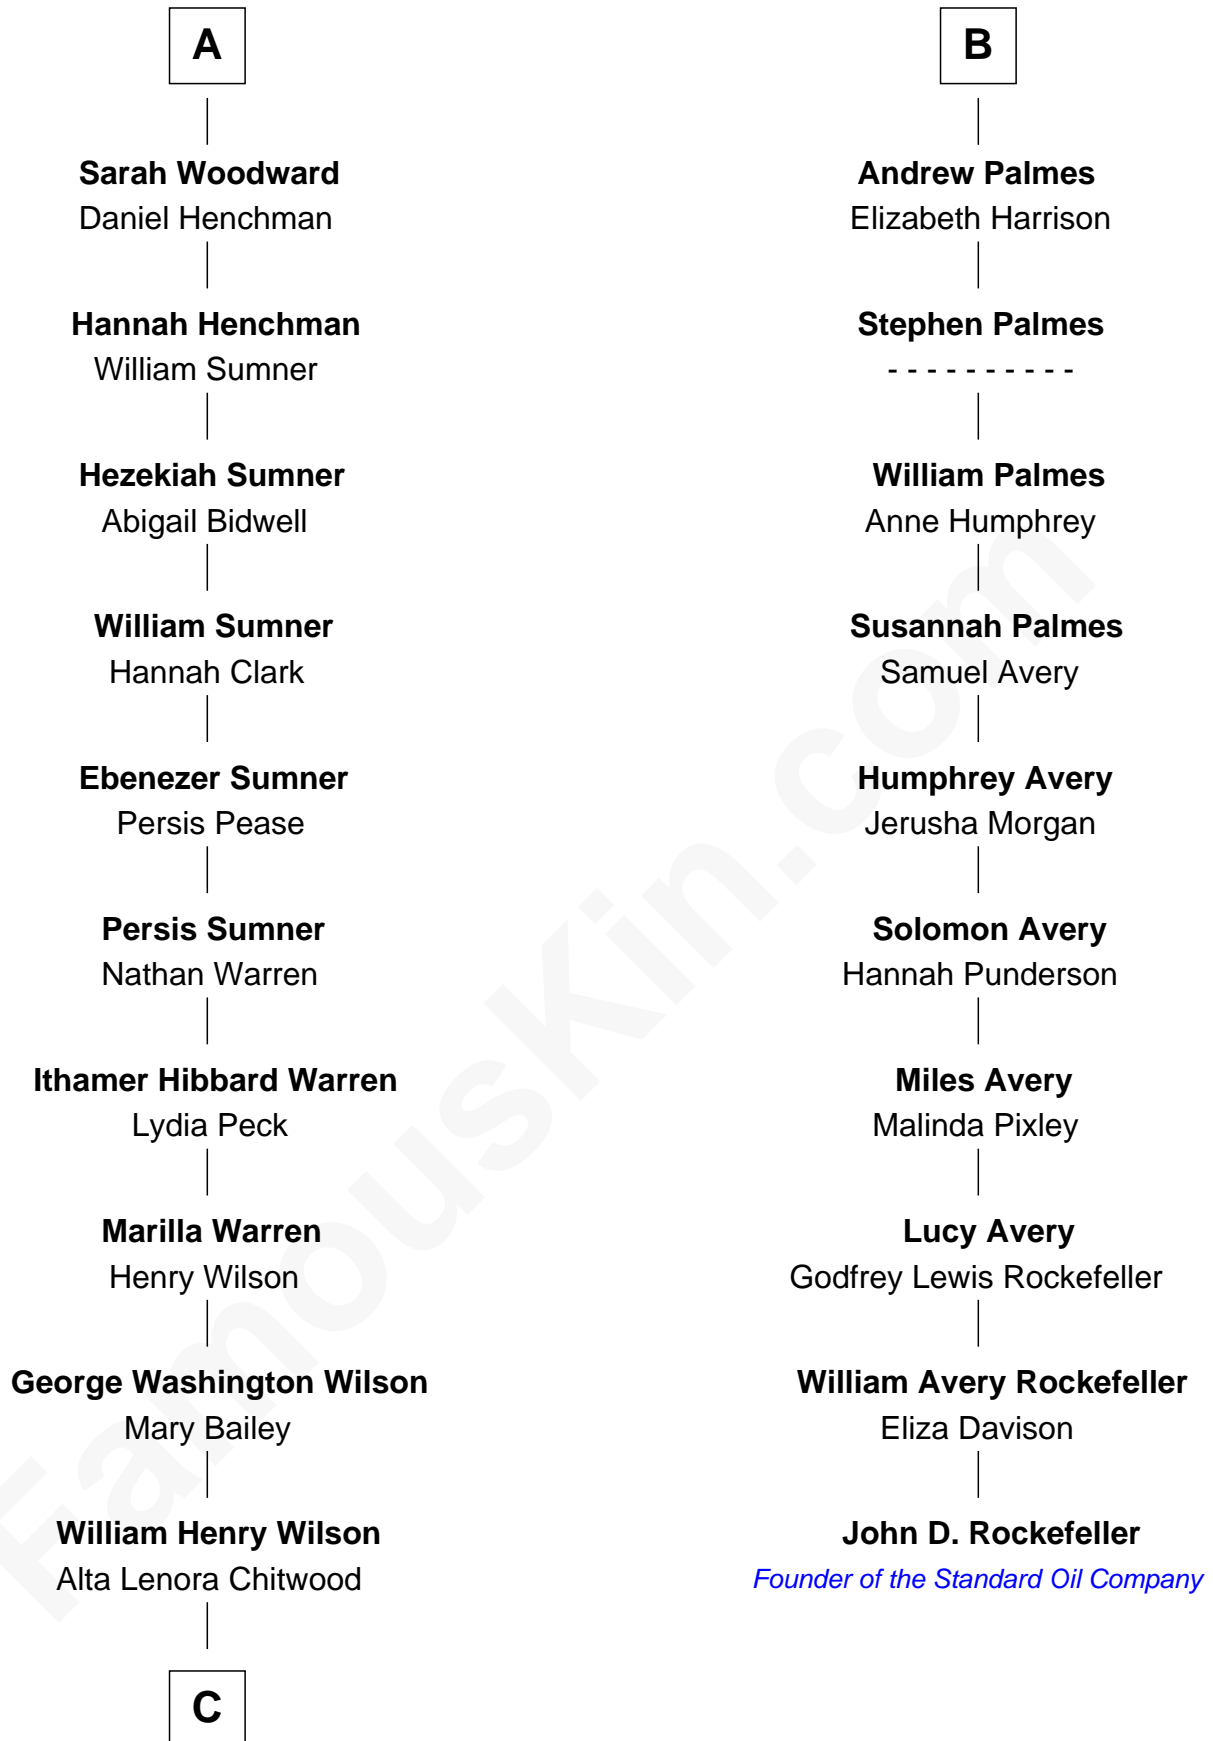 A
Sarah Woodward
Daniel Henchman
Hannah Henchman
William Sumner
Hezekiah Sumner
Abigail Bidwell
William Sumner
Hannah Clark
Ebenezer Sumner
Persis Pease
Persis Sumner
Nathan Warren
Ithamer Hibbard Warren
Lydia Peck
Marilla Warren
Henry Wilson
George Washington Wilson
Mary Bailey
William Henry Wilson
Alta Lenora Chitwood
C
B
Andrew Palmes
Elizabeth Harrison
Stephen Palmes
- - - - - - - - - -
William Palmes
Anne Humphrey
Susannah Palmes
Samuel Avery
Humphrey Avery
Jerusha Morgan
Solomon Avery
Hannah Punderson
Miles Avery
Malinda Pixley
Lucy Avery
Godfrey Lewis Rockefeller
William Avery Rockefeller
Eliza Davison
John D. Rockefeller
Founder of the Standard Oil Company
FamousKin.com